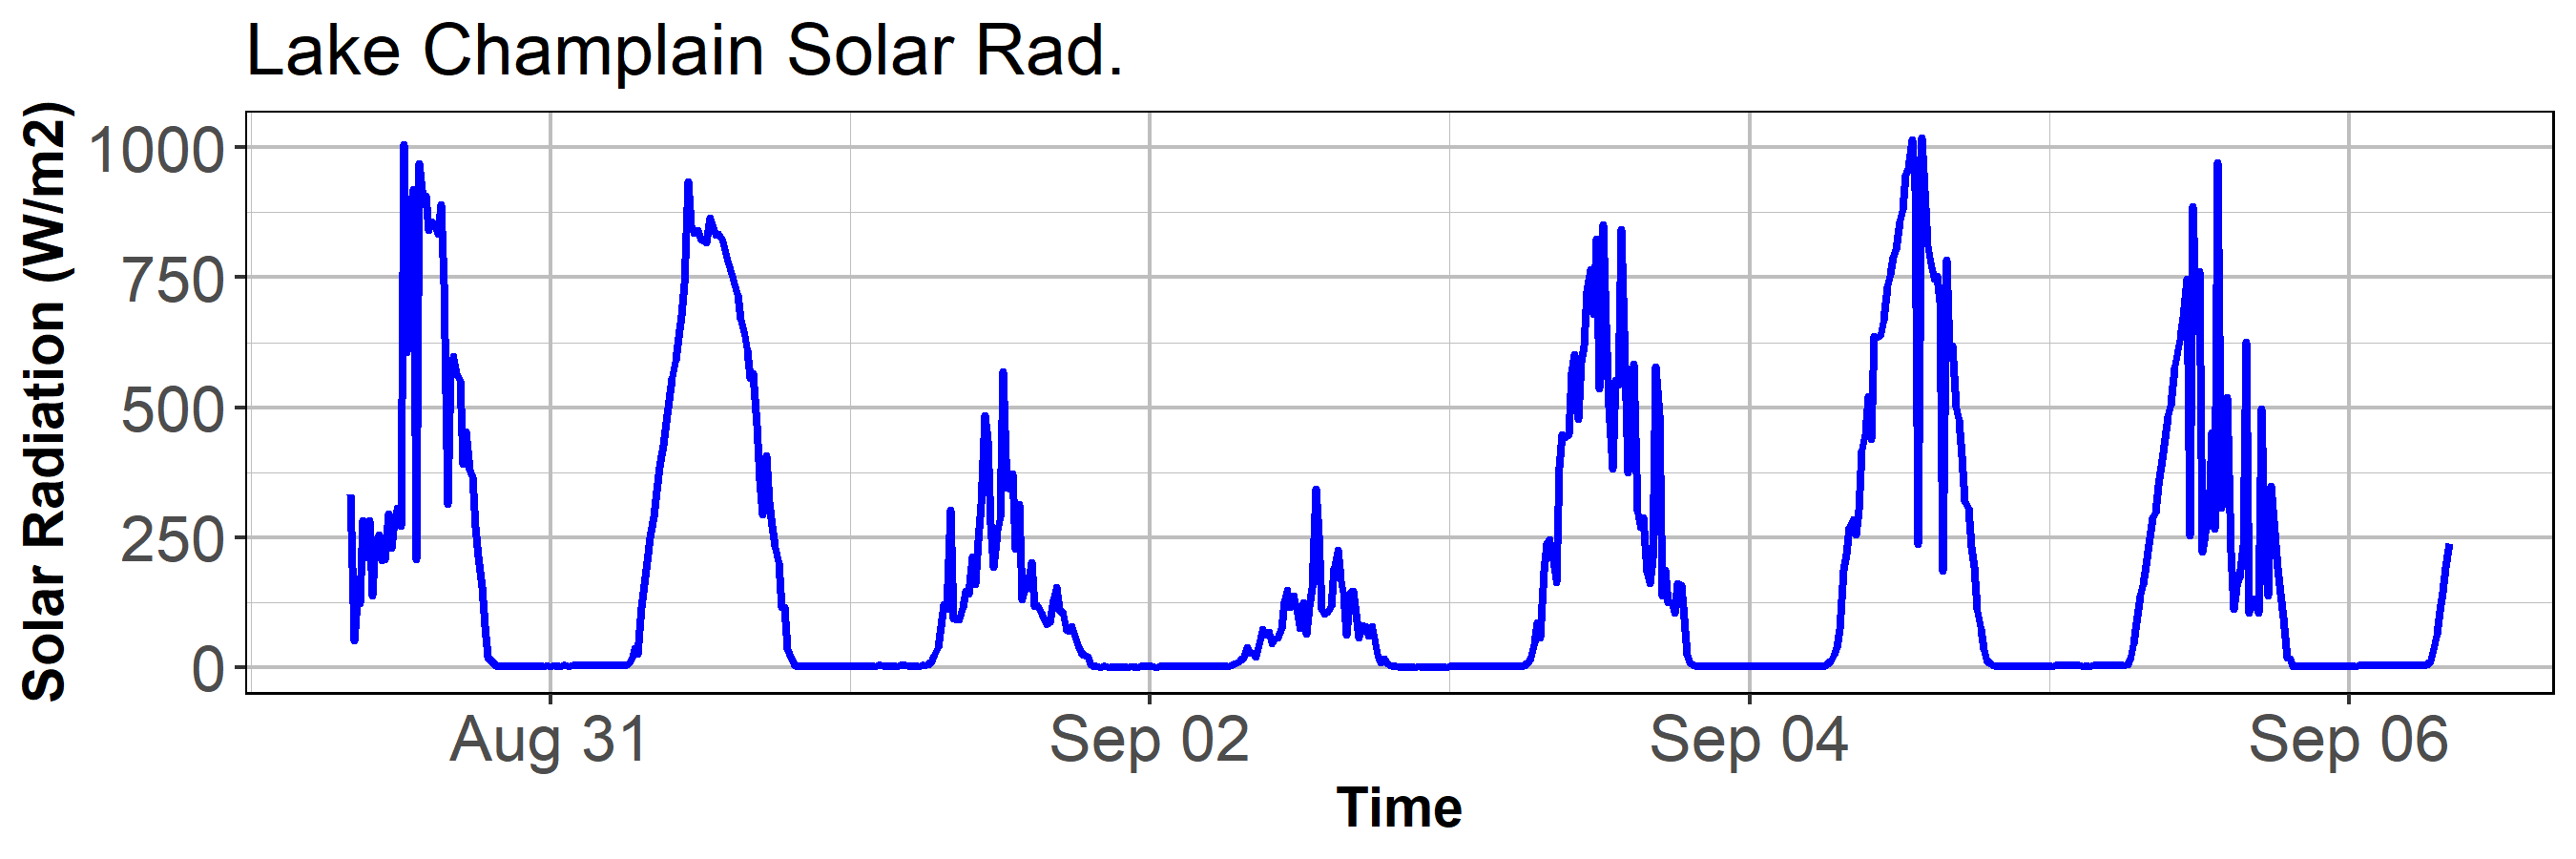 Lake Champlain Solar Rad.
Solar Radiation (W/m2)
1000
750
500
250
0
Aug 31 Sep 02 Sep 04 Sep 06
Time